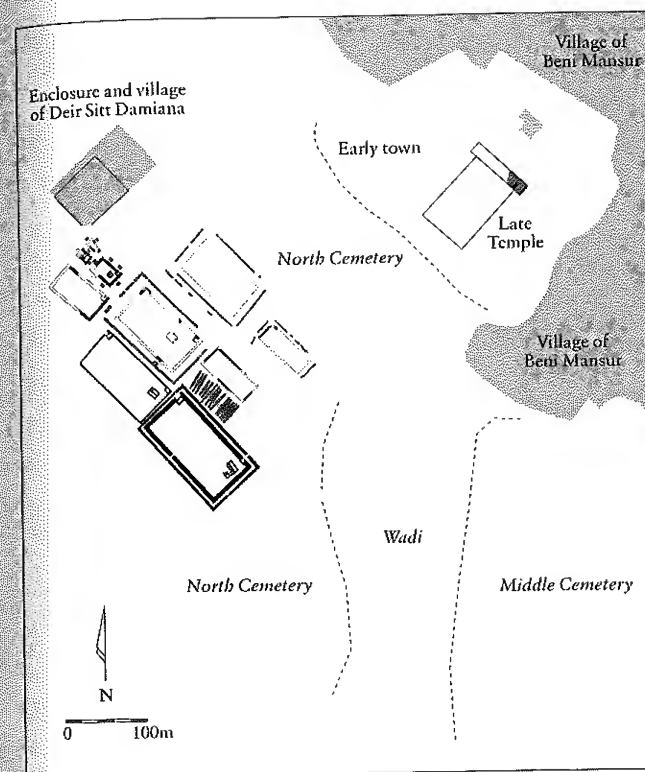 Village of
Beni Mansur
Enclosure and village
of Deir Sitt Damiana
Early town
Late
Temple
North Cemetery
Village of
Beni Mansur
Wadi
North Cemetery
Middle Cemetery
N
0 100m